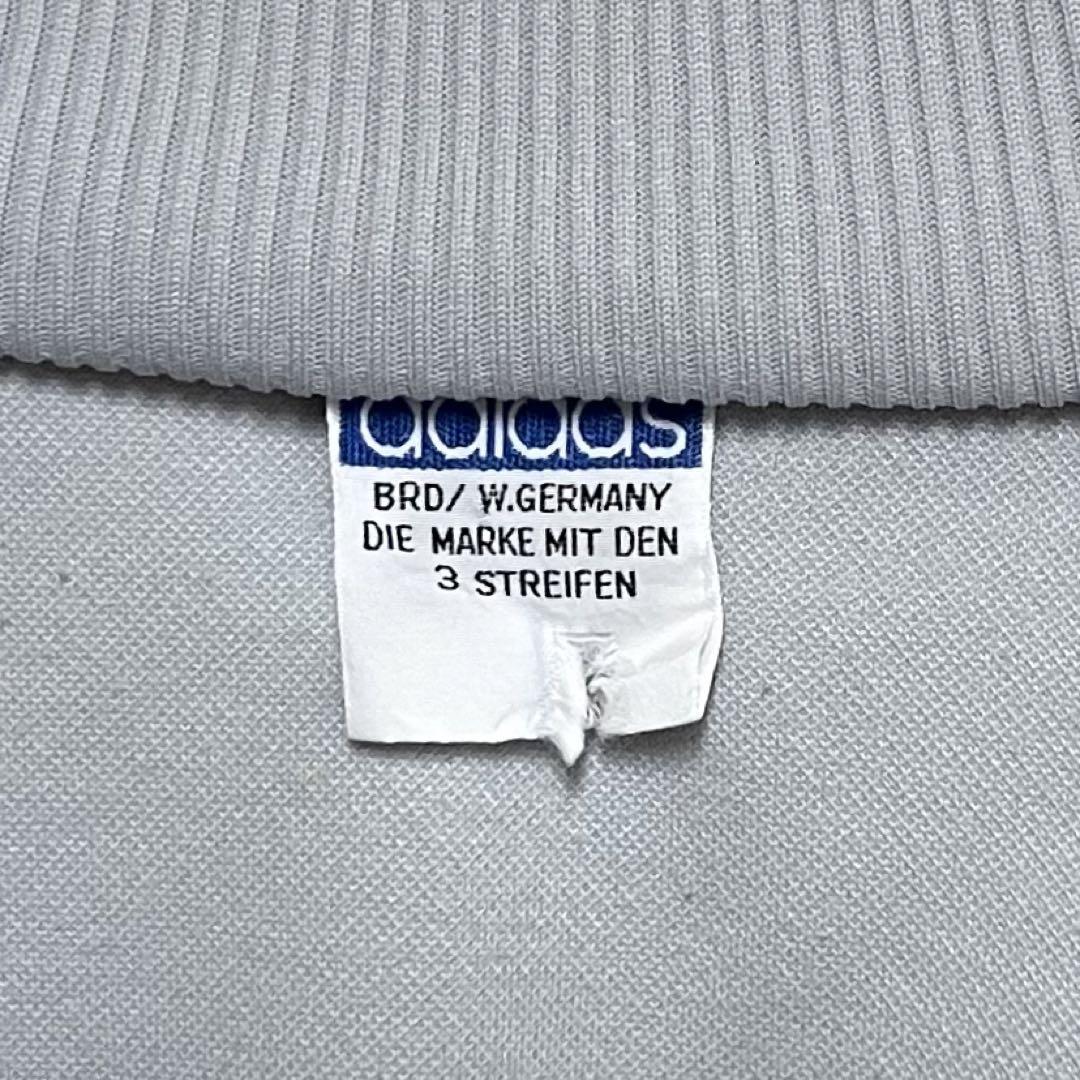 adidas
BRD/ W.GERMANY
DIE MARKE MIT DEN
3 STREIFEN